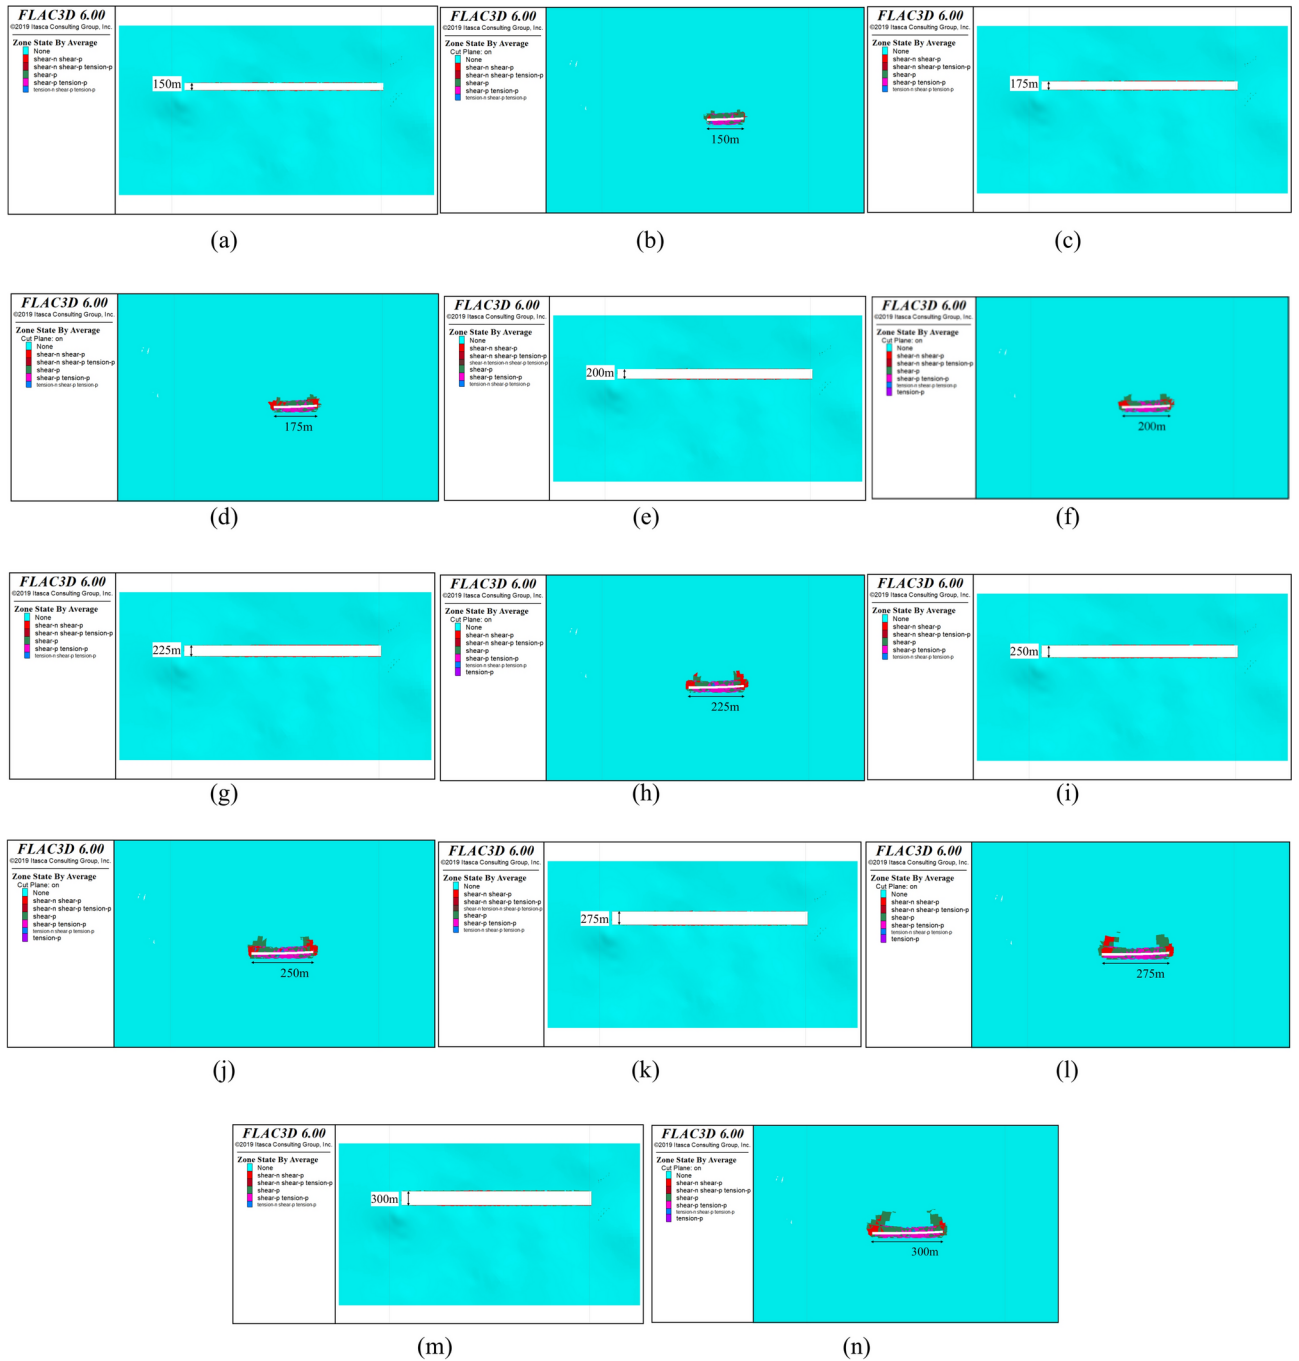 FLAC3D 6.00
©2019 Itasca Consulting Group, Inc.
Zone State By Average
None
shear-n shear-p
shear-n shear-p tension-p
shear-p
shear-p tension-p
tension-n shear-p tension-p
150m
(a)
FLAC3D 6.00
©2019 Itasca Consulting Group, Inc.
Zone State By Average
Cut Plane: on
None
shear-n shear-p
shear-n shear-p tension-p
shear-p
shear-p tension-p
tension-n shear-p tension-p
150m
(b)
FLAC3D 6.00
©2019 Itasca Consulting Group, Inc.
Zone State By Average
None
shear-n shear-p
shear-n shear-p tension-p
shear-p
shear-p tension-p
tension-n shear-p tension-p
175m
(c)
FLAC3D 6.00
©2019 Itasca Consulting Group, Inc.
Zone State By Average
Cut Plane: on
None
shear-n shear-p
shear-n shear-p tension-p
shear-p
shear-p tension-p
tension-n shear-p tension-p
175m
(d)
FLAC3D 6.00
©2019 Itasca Consulting Group, Inc.
Zone State By Average
None
shear-n shear-p
shear-n shear-p tension-p
shear-n tension-n shear-p tension-p
shear-p
shear-p tension-p
tension-n shear-p tension-p
200m
(e)
FLAC3D 6.00
©2019 Itasca Consulting Group, Inc.
Zone State By Average
Cut Plane: on
None
shear-n shear-p
shear-n shear-p tension-p
shear-p
shear-p tension-p
tension-n shear-p tension-p
tension-p
200m
(f)
FLAC3D 6.00
©2019 Itasca Consulting Group, Inc.
Zone State By Average
None
shear-n shear-p
shear-n shear-p tension-p
shear-p
shear-p tension-p
tension-n shear-p tension-p
225m
(g)
FLAC3D 6.00
©2019 Itasca Consulting Group, Inc.
Zone State By Average
Cut Plane: on
None
shear-n shear-p
shear-n shear-p tension-p
shear-p
shear-p tension-p
tension-n shear-p tension-p
tension-p
225m
(h)
FLAC3D 6.00
©2019 Itasca Consulting Group, Inc.
Zone State By Average
None
shear-n shear-p
shear-n shear-p tension-p
shear-p
shear-p tension-p
tension-n shear-p tension-p
250m
(i)
FLAC3D 6.00
©2019 Itasca Consulting Group, Inc.
Zone State By Average
Cut Plane: on
None
shear-n shear-p
shear-n shear-p tension-p
shear-p
shear-p tension-p
tension-n shear-p tension-p
tension-p
250m
(j)
FLAC3D 6.00
©2019 Itasca Consulting Group, Inc.
Zone State By Average
None
shear-n shear-p
shear-n shear-p tension-p
shear-n tension-n shear-p tension-p
shear-p
shear-p tension-p
tension-n shear-p tension-p
275m
(k)
FLAC3D 6.00
©2019 Itasca Consulting Group, Inc.
Zone State By Average
Cut Plane: on
None
shear-n shear-p
shear-n shear-p tension-p
shear-p
shear-p tension-p
tension-n shear-p tension-p
tension-p
275m
(l)
FLAC3D 6.00
©2019 Itasca Consulting Group, Inc.
Zone State By Average
None
shear-n shear-p
shear-n shear-p tension-p
shear-p
shear-p tension-p
tension-n shear-p tension-p
300m
(m)
FLAC3D 6.00
©2019 Itasca Consulting Group, Inc.
Zone State By Average
Cut Plane: on
None
shear-n shear-p
shear-n shear-p tension-p
shear-p
shear-p tension-p
tension-n shear-p tension-p
tension-p
300m
(n)